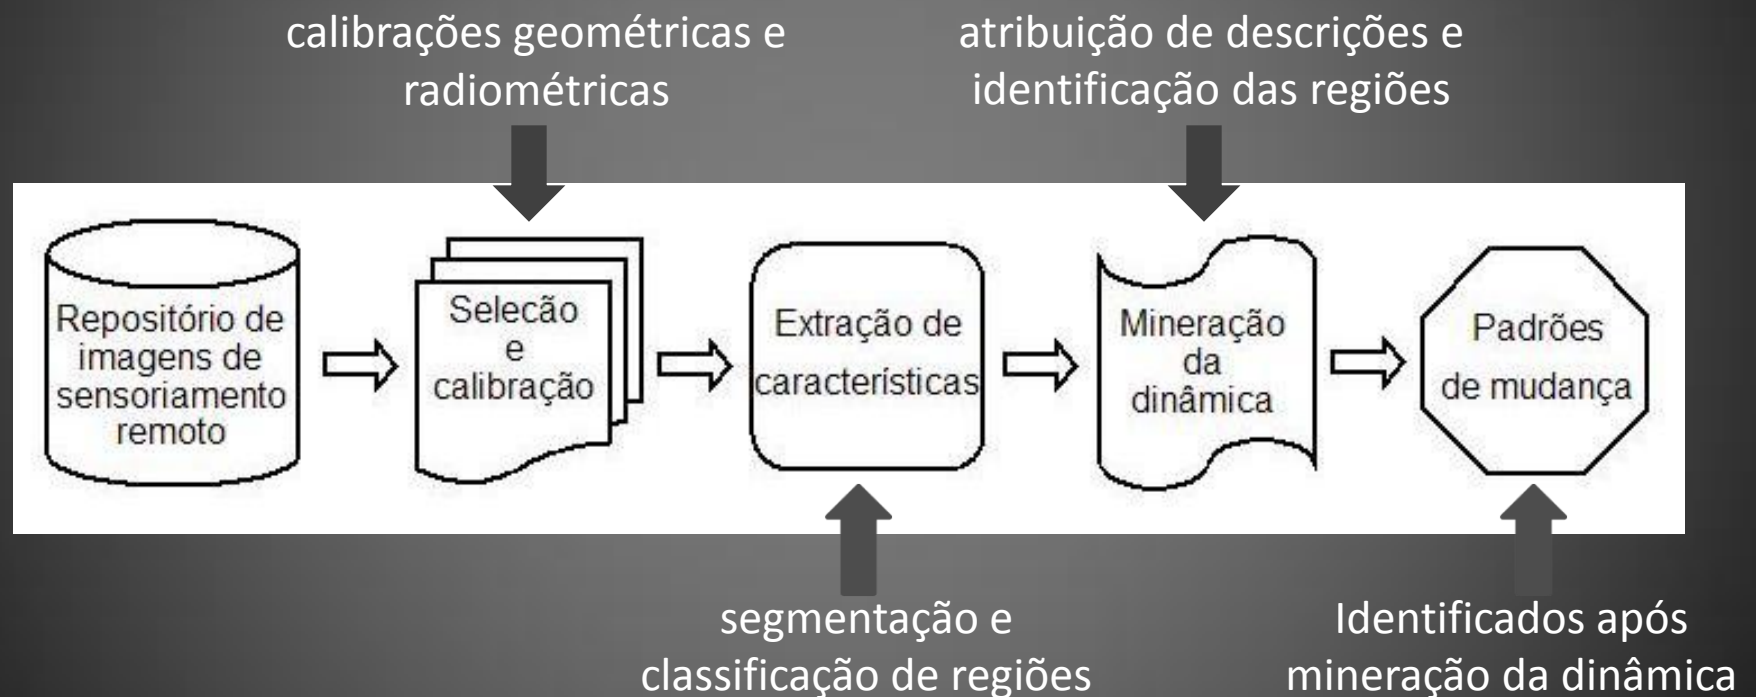 calibrações geométricas e
radiométricas
atribuição de descrições e
identificação das regiões
Repositório de
imagens de
sensoriamento
remoto
Selecão
e
calibração
Extração de
características
Mineração
da
dinâmica
Padrões
de mudança
segmentação e
classificação de regiões
Identificados após
mineração da dinâmica